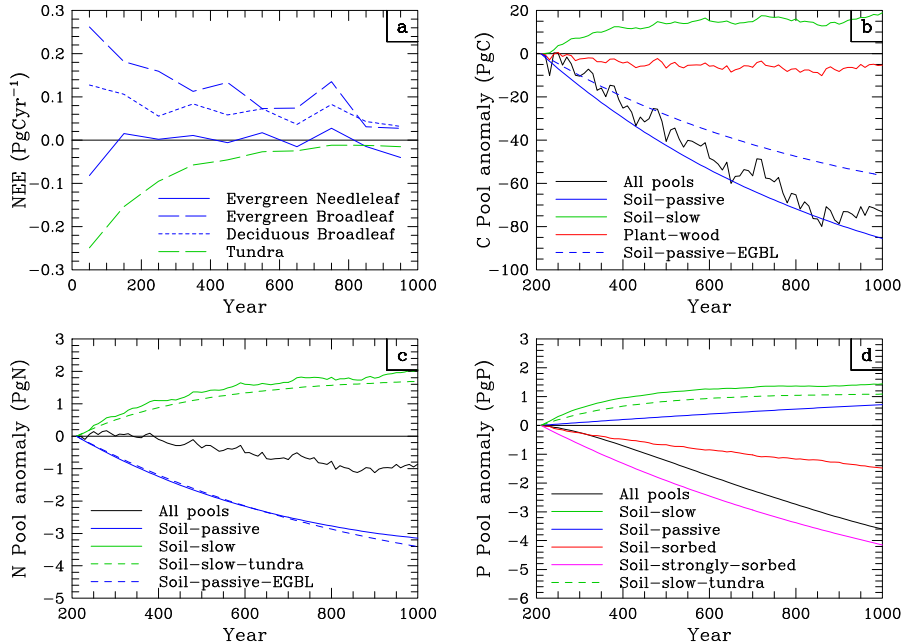 a
0.3
0.2
0.1
0.0
−0.1
−0.2
−0.3
NEE (PgCyr−1)
Evergreen Needleleaf
Evergreen Broadleaf
Deciduous Broadleaf
Tundra
0 200 400 600 800 1000
Year
b
20
0
−20
−40
−60
−80
−100
C Pool anomaly (PgC)
All pools
Soil−passive
Soil−slow
Plant−wood
Soil−passive−EGBL
200 400 600 800 1000
Year
c
3
2
1
0
−1
−2
−3
−4
−5
N Pool anomaly (PgN)
All pools
Soil−passive
Soil−slow
Soil−slow−tundra
Soil−passive−EGBL
200 400 600 800 1000
Year
d
3
2
1
0
−1
−2
−3
−4
−5
−6
P Pool anomaly (PgP)
All pools
Soil−slow
Soil−passive
Soil−sorbed
Soil−strongly−sorbed
Soil−slow−tundra
200 400 600 800 1000
Year